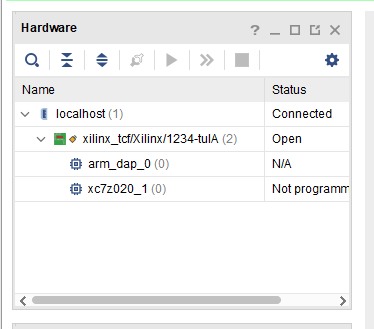 Hardware
Name Status
localhost (1) Connected
xilinx_tcf/Xilinx/1234-tulA (2) Open
arm_dap_0 (0) N/A
xc7z020_1 (0) Not programm